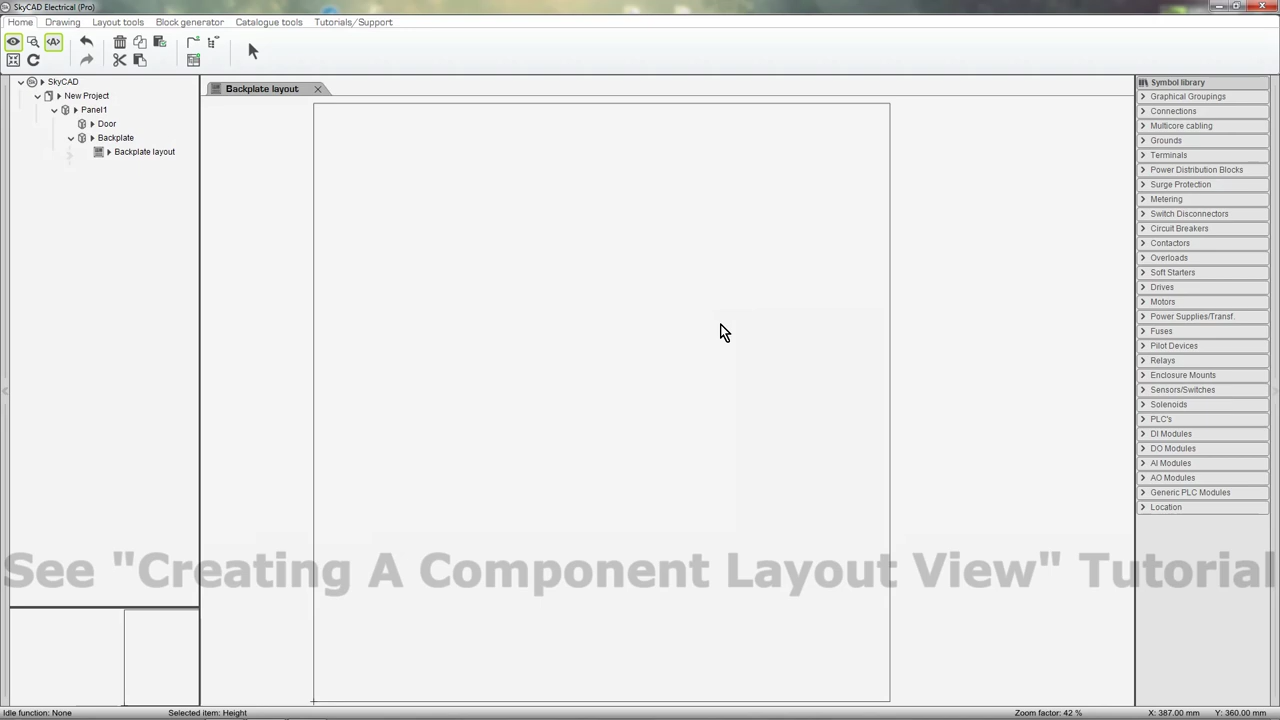 SkyCAD Electrical (Pro)
Home Drawing Layout tools Block generator Catalogue tools Tutorials/Support
<A>
SkyCAD
New Project
Panel1
Door
Backplate
Backplate layout
Backplate layout
Symbol library
Graphical Groupings
Connections
Multicore cabling
Grounds
Terminals
Power Distribution Blocks
Surge Protection
Metering
Switch Disconnectors
Circuit Breakers
Contactors
Overloads
Soft Starters
Drives
Motors
Power Supplies/Transf.
Fuses
Pilot Devices
Relays
Enclosure Mounts
Sensors/Switches
Solenoids
PLC's
DI Modules
DO Modules
AI Modules
AO Modules
Generic PLC Modules
Location
See "Creating A Component Layout View" Tutorial
Idle function: None Selected item: Height Zoom factor: 42 % X: 387.00 mm Y: 360.00 mm